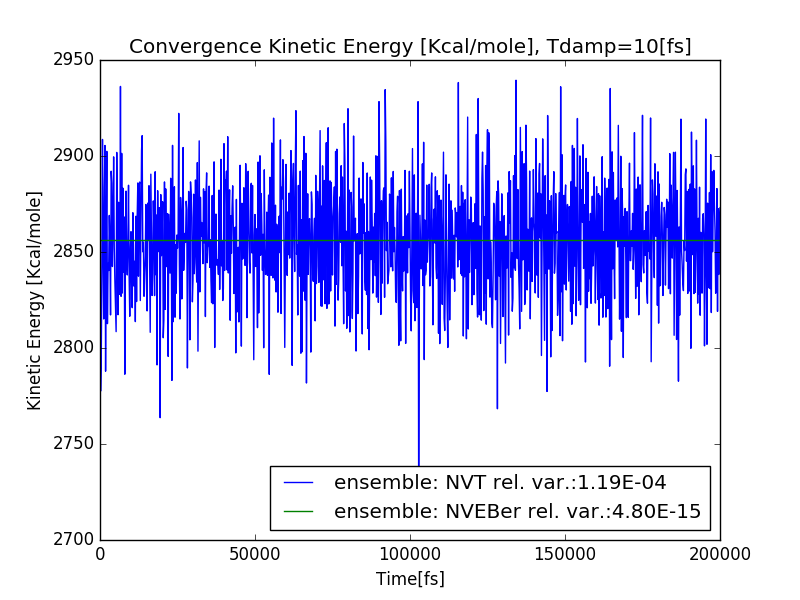 Convergence Kinetic Energy [Kcal/mole], Tdamp=10[fs]
Kinetic Energy [Kcal/mole]
2950
2900
2850
2800
2750
2700
ensemble: NVT rel. var.:1.19E-04
ensemble: NVEBer rel. var.:4.80E-15
0 50000 100000 150000 200000
Time[fs]